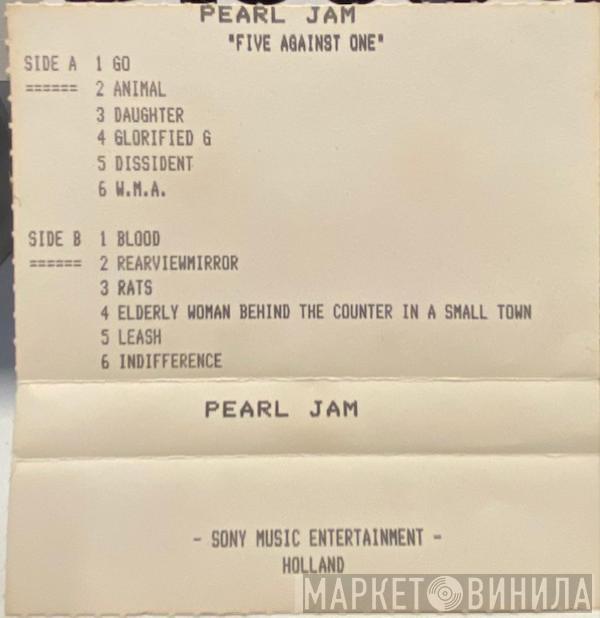 PEARL JAM
"FIVE AGAINST ONE"
SIDE A 1 GO
====== 2 ANIMAL
3 DAUGHTER
4 GLORIFIED G
5 DISSIDENT
6 W.M.A.
SIDE B 1 BLOOD
====== 2 REARVIEWMIRROR
3 RATS
4 ELDERLY WOMAN BEHIND THE COUNTER IN A SMALL TOWN
5 LEASH
6 INDIFFERENCE
PEARL JAM
- SONY MUSIC ENTERTAINMENT -
HOLLAND
МАРКЕТ ВИНИЛА